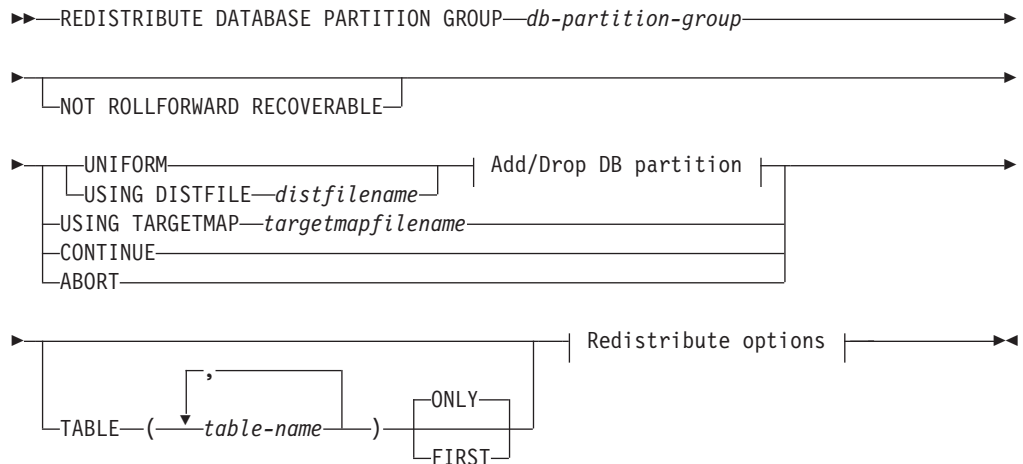 REDISTRIBUTE DATABASE PARTITION GROUP db-partition-group
NOT ROLLFORWARD RECOVERABLE
UNIFORM Add/Drop DB partition
USING DISTFILE distfilename
USING TARGETMAP targetmapfilename
CONTINUE
ABORT
Redistribute options
,
ONLY
TABLE ( table-name )
FIRST